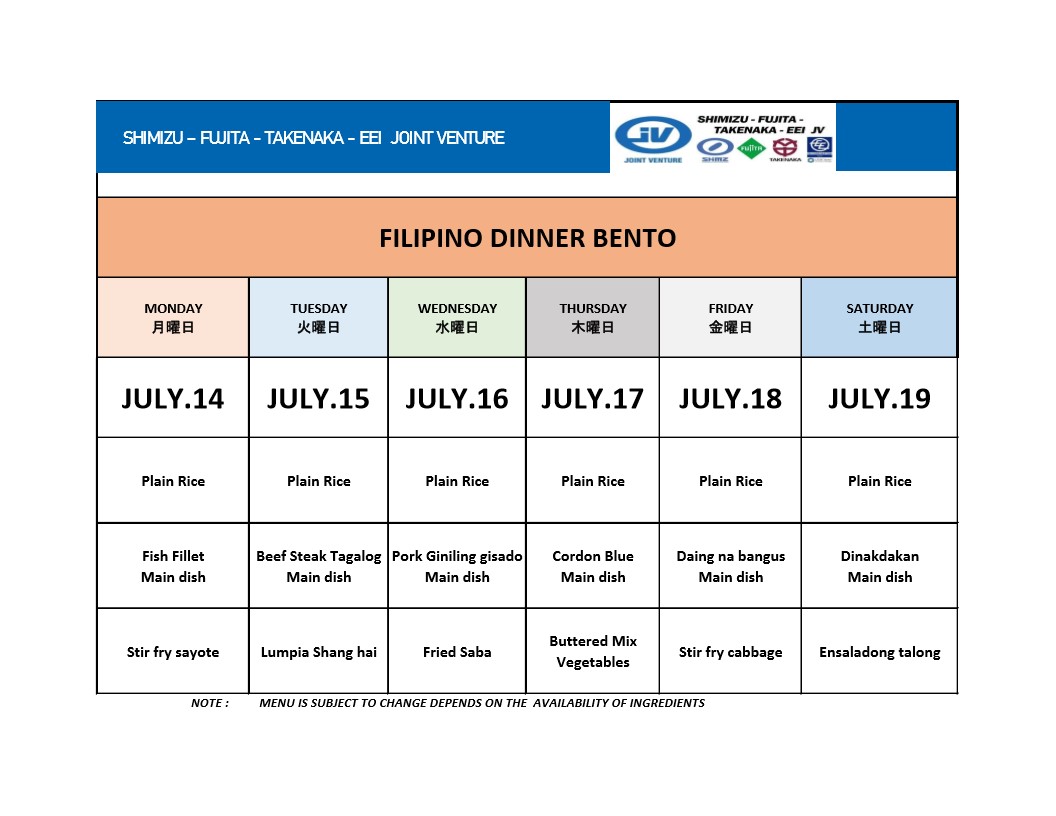 SHIMIZU – FUJITA - TAKENAKA - EEI JOINT VENTURE
JV
JOINT VENTURE
SHIMIZU - FUJITA -
TAKENAKA - EEI JV
SHIMZ
FUJITA
TAKENAKA
FILIPINO DINNER BENTO
MONDAY
月曜日
TUESDAY
火曜日
WEDNESDAY
水曜日
THURSDAY
木曜日
FRIDAY
金曜日
SATURDAY
土曜日
JULY.14
JULY.15
JULY.16
JULY.17
JULY.18
JULY.19
Plain Rice
Plain Rice
Plain Rice
Plain Rice
Plain Rice
Plain Rice
Fish Fillet
Main dish
Beef Steak Tagalog
Main dish
Pork Giniling gisado
Main dish
Cordon Blue
Main dish
Daing na bangus
Main dish
Dinakdakan
Main dish
Stir fry sayote
Lumpia Shang hai
Fried Saba
Buttered Mix
Vegetables
Stir fry cabbage
Ensaladong talong
NOTE : MENU IS SUBJECT TO CHANGE DEPENDS ON THE AVAILABILITY OF INGREDIENTS